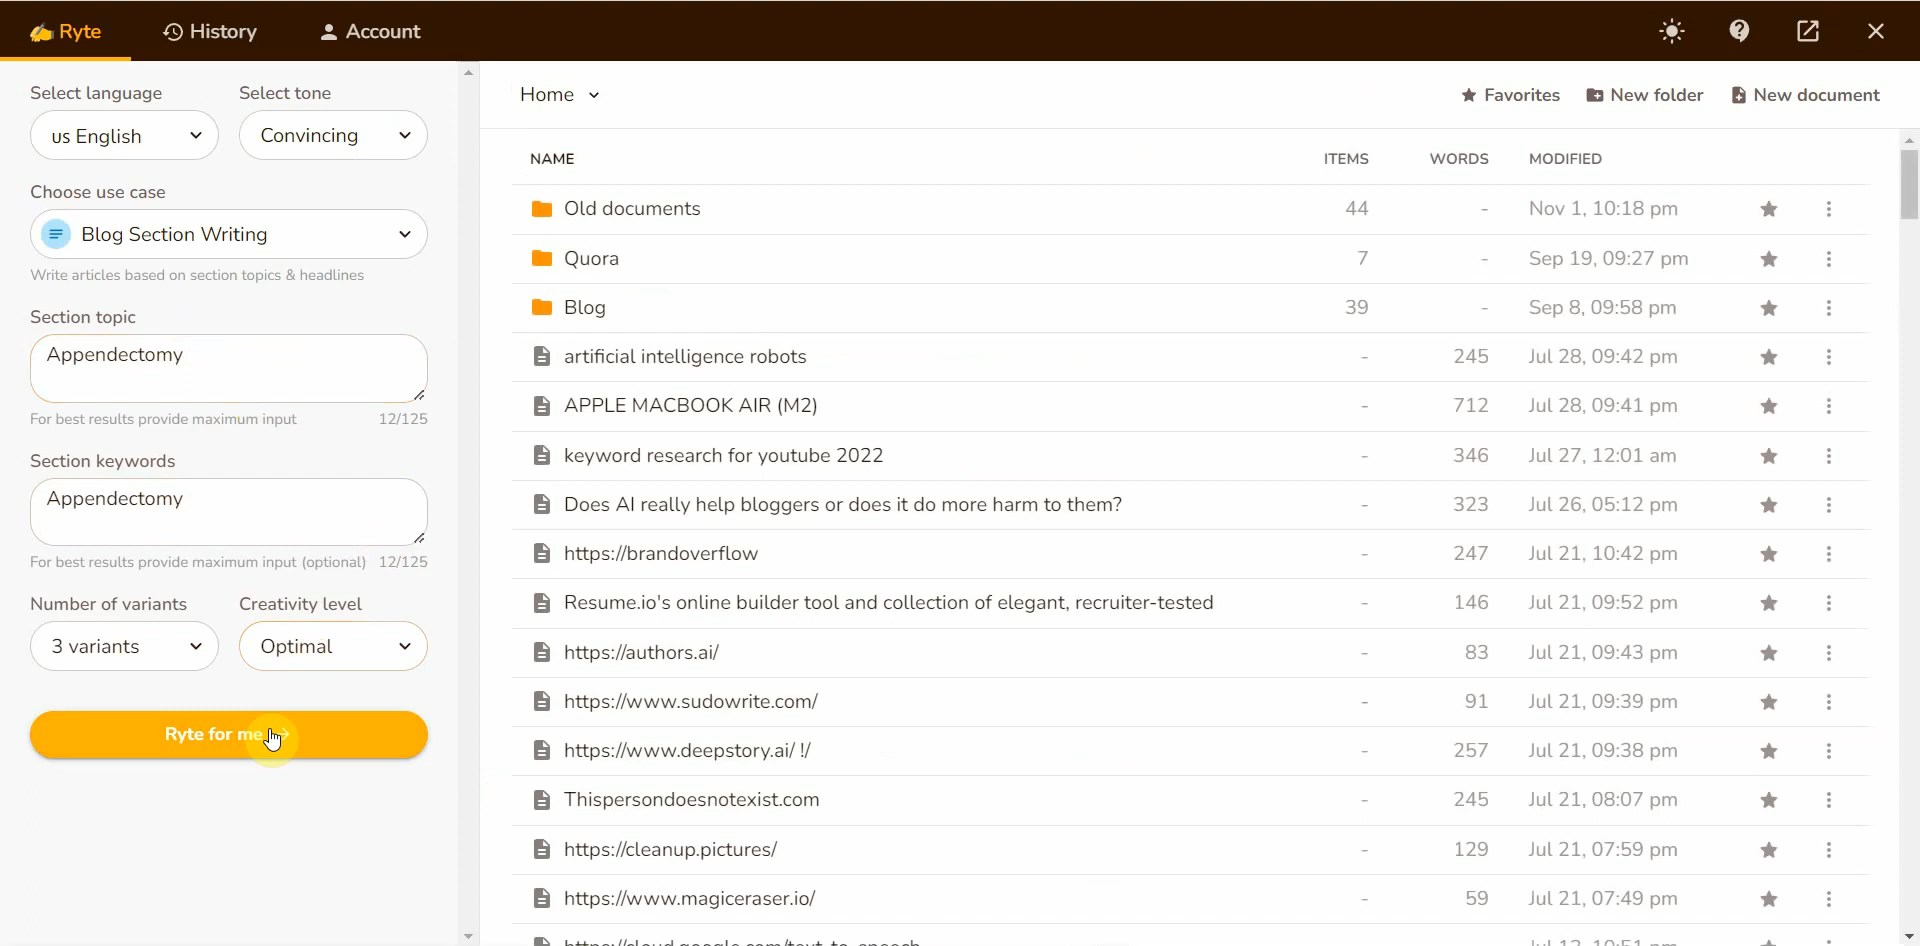 Ryte
History
Account
Select language
Select tone
us English
Convincing
Choose use case
Blog Section Writing
Write articles based on section topics & headlines
Section topic
Appendectomy
For best results provide maximum input 12/125
Section keywords
Appendectomy
For best results provide maximum input (optional) 12/125
Number of variants
Creativity level
3 variants
Optimal
Ryte for me
Home
Favorites
New folder
New document
NAME ITEMS WORDS MODIFIED
Old documents 44 - Nov 1, 10:18 pm
Quora 7 - Sep 19, 09:27 pm
Blog 39 - Sep 8, 09:58 pm
artificial intelligence robots - 245 Jul 28, 09:42 pm
APPLE MACBOOK AIR (M2) - 712 Jul 28, 09:41 pm
keyword research for youtube 2022 - 346 Jul 27, 12:01 am
Does AI really help bloggers or does it do more harm to them? - 323 Jul 26, 05:12 pm
https://brandoverflow - 247 Jul 21, 10:42 pm
Resume.io's online builder tool and collection of elegant, recruiter-tested - 146 Jul 21, 09:52 pm
https://authors.ai/ - 83 Jul 21, 09:43 pm
https://www.sudowrite.com/ - 91 Jul 21, 09:39 pm
https://www.deepstory.ai/ !/ - 257 Jul 21, 09:38 pm
Thispersondoesnotexist.com - 245 Jul 21, 08:07 pm
https://cleanup.pictures/ - 129 Jul 21, 07:59 pm
https://www.magiceraser.io/ - 59 Jul 21, 07:49 pm